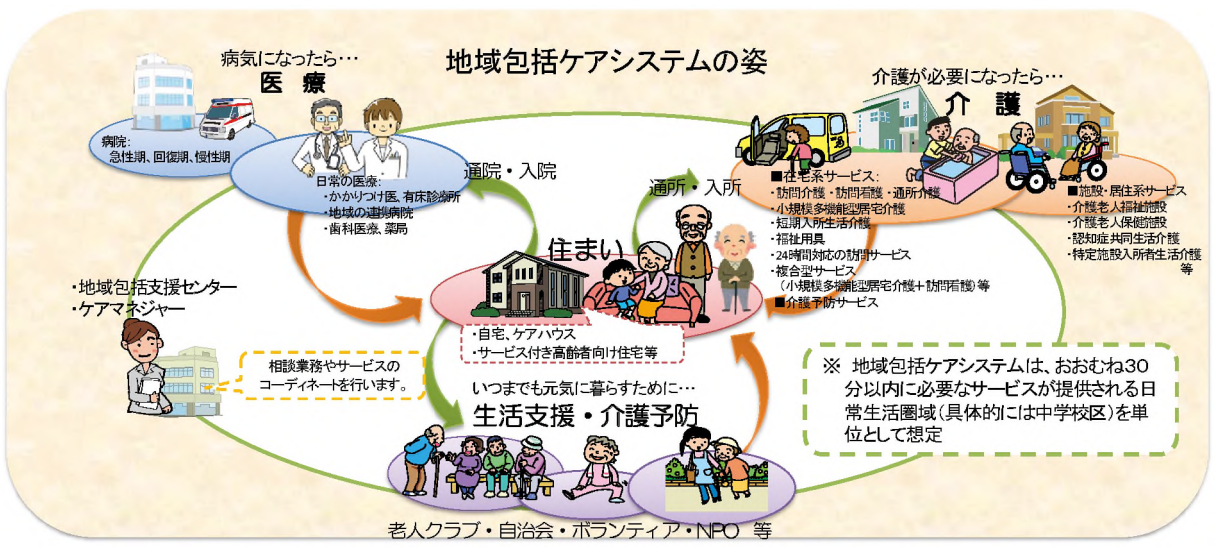 地域包括ケアシステムの姿
病気になったら…
医 療
病院:
急性期、回復期、慢性期
日常の医療:
・かかりつけ医、有床診療所
・地域の連携病院
・歯科医療、薬局
通院・入院
通所・入所
介護が必要になったら…
介 護
■在宅系サービス:
・訪問介護・訪問看護・通所介護
・小規模多機能型居宅介護
・短期入所生活介護
・福祉用具
・24時間対応の訪問サービス
・複合型サービス
(小規模多機能型居宅介護+訪問看護)等
■介護予防サービス
■施設・居住系サービス
・介護老人福祉施設
・介護老人保健施設
・認知症共同生活介護
・特定施設入所者生活介護
等
住まい
・自宅、ケアハウス
・サービス付き高齢者向け住宅等
・地域包括支援センター
・ケアマネジャー
相談業務やサービスの
コーディネートを行います。
いつまでも元気に暮らすために…
生活支援・介護予防
老人クラブ・自治会・ボランティア・NPO 等
※ 地域包括ケアシステムは、おおむね30
分以内に必要なサービスが提供される日
常生活圏域(具体的には中学校区)を単
位として想定